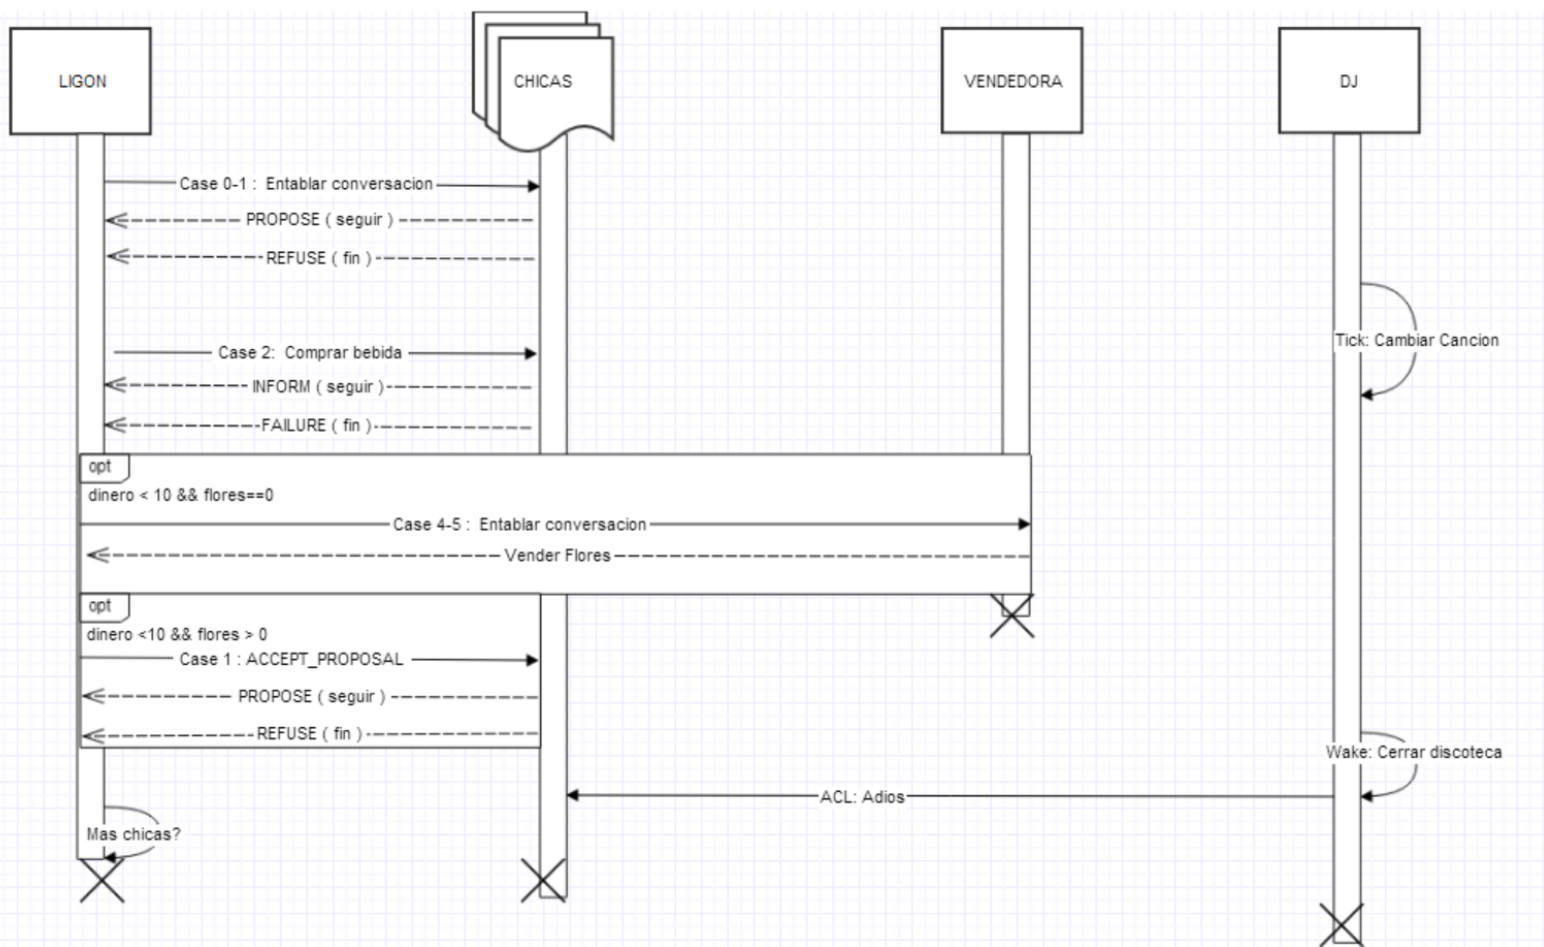 LIGON
CHICAS
VENDEDORA
DJ
Case 0-1 :  Entablar conversacion
PROPOSE ( seguir )
REFUSE ( fin )
Tick: Cambiar Cancion
Case 2:  Comprar bebida
INFORM ( seguir )
FAILURE ( fin )
opt
dinero < 10 && flores==0
Case 4-5 :  Entablar conversacion
Vender Flores
opt
dinero <10 && flores > 0
Case 1 : ACCEPT_PROPOSAL
PROPOSE ( seguir )
REFUSE ( fin )
Wake: Cerrar discoteca
ACL: Adios
Mas chicas?